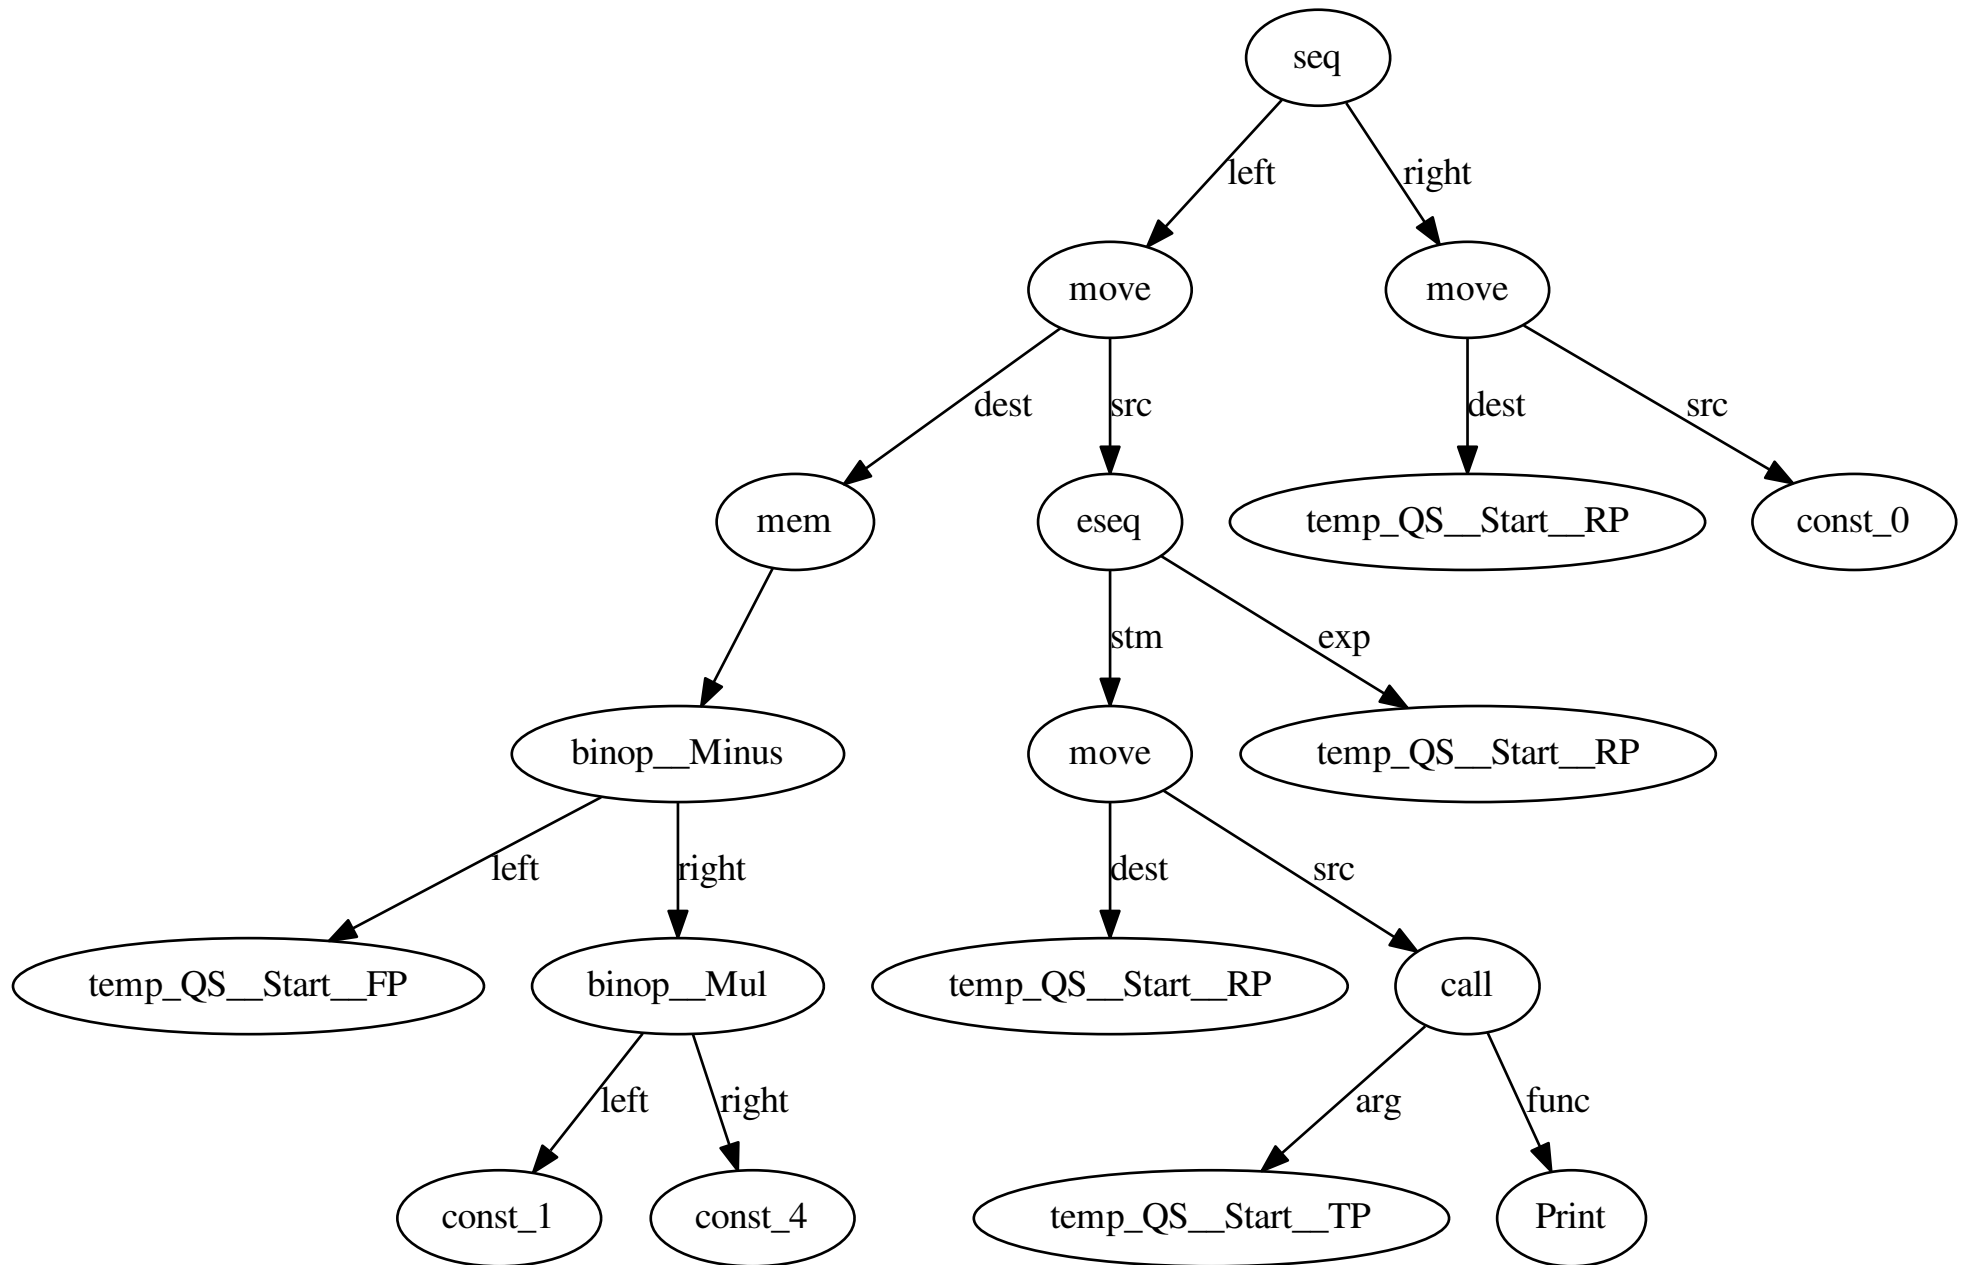 seq
left
right
move
move
dest
src
dest
src
mem
eseq
temp_QS__Start__RP
const_0
stm
exp
binop__Minus
move
temp_QS__Start__RP
left
right
dest
src
temp_QS__Start__FP
binop__Mul
temp_QS__Start__RP
call
left
right
arg
func
const_1
const_4
temp_QS__Start__TP
Print